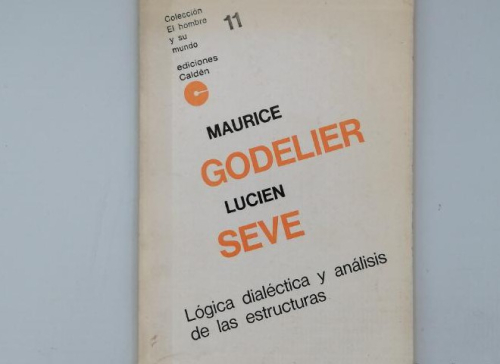 Colección
El hombre
y su
mundo
11
ediciones
Caldén
MAURICE
GODELIER
LUCIEN
SEVE
Lógica dialéctica y análisis
de las estructuras